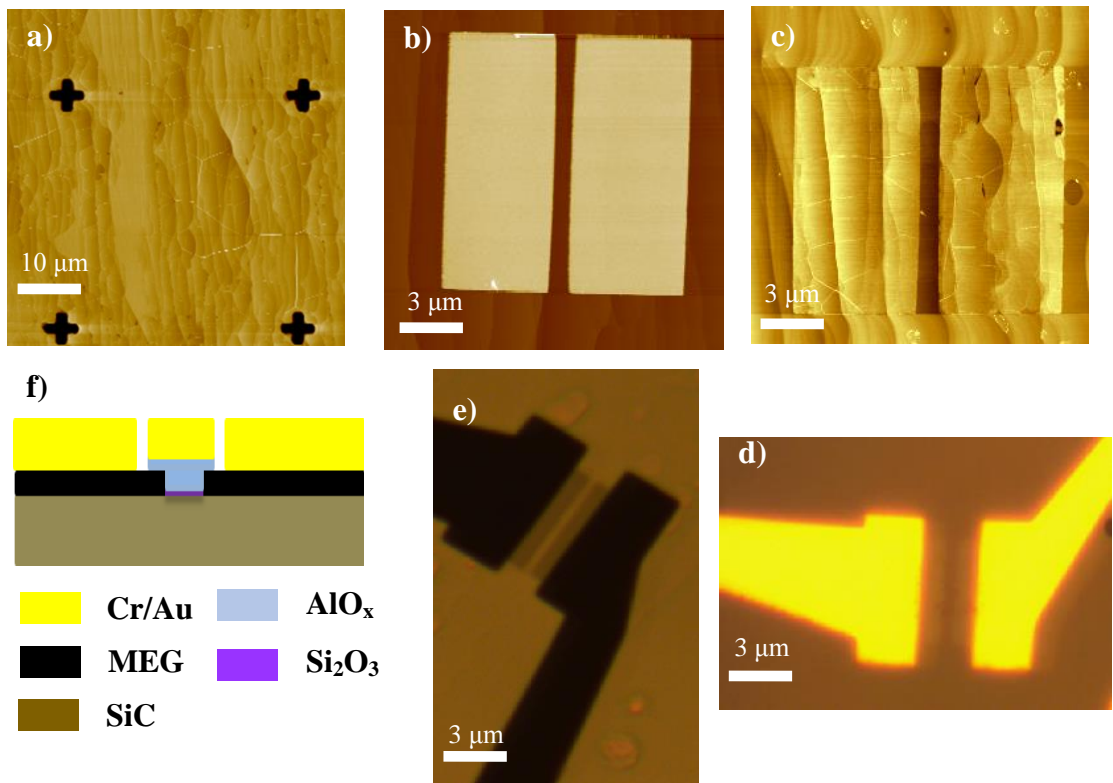 a)
10 μm
b)
3 μm
c)
3 μm
f)
Cr/Au
AlOₓ
MEG
Si₂O₃
SiC
e)
3 μm
d)
3 μm